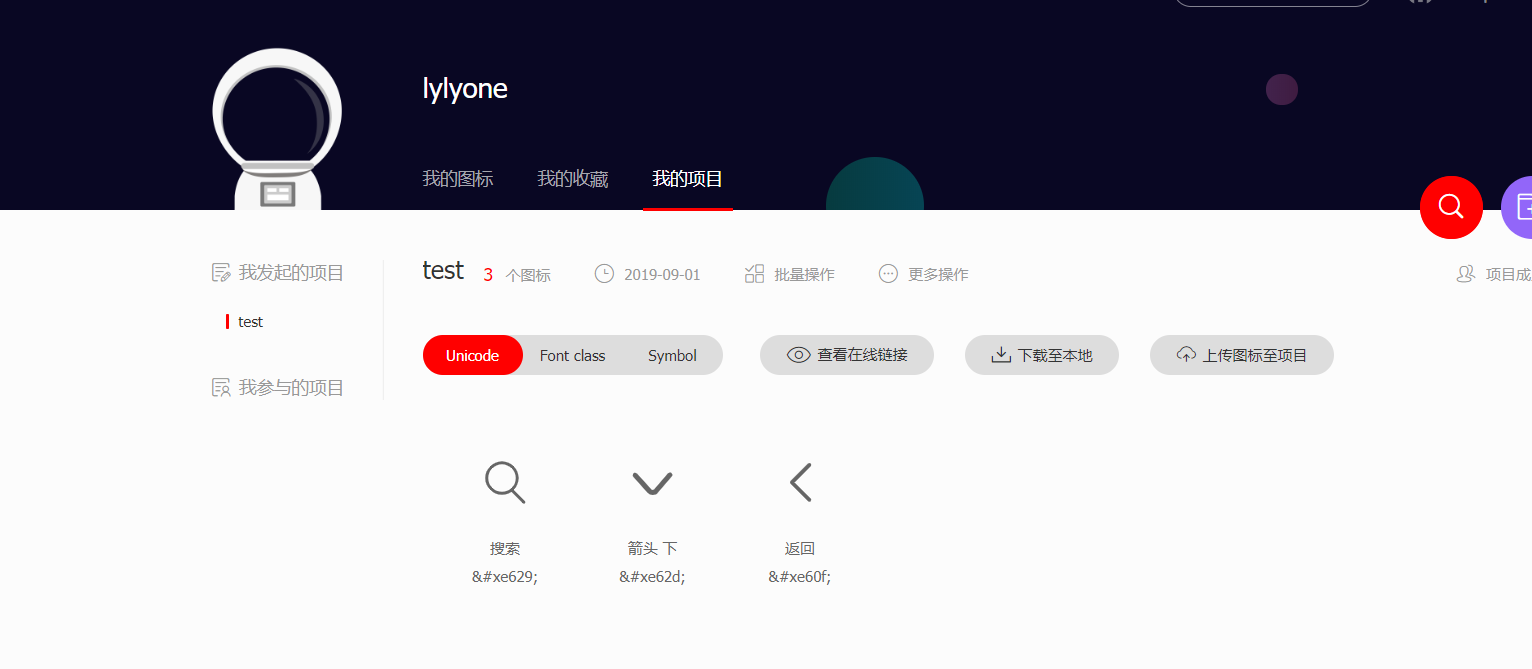 lylyone
我的图标 我的收藏 我的项目
我发起的项目
test
我参与的项目
test 3 个图标 2019-09-01 批量操作 更多操作 项目成
Unicode Font class Symbol 查看在线链接 下载至本地 上传图标至项目
搜索 箭头 下 返回
&#xe629; &#xe62d; &#xe60f;